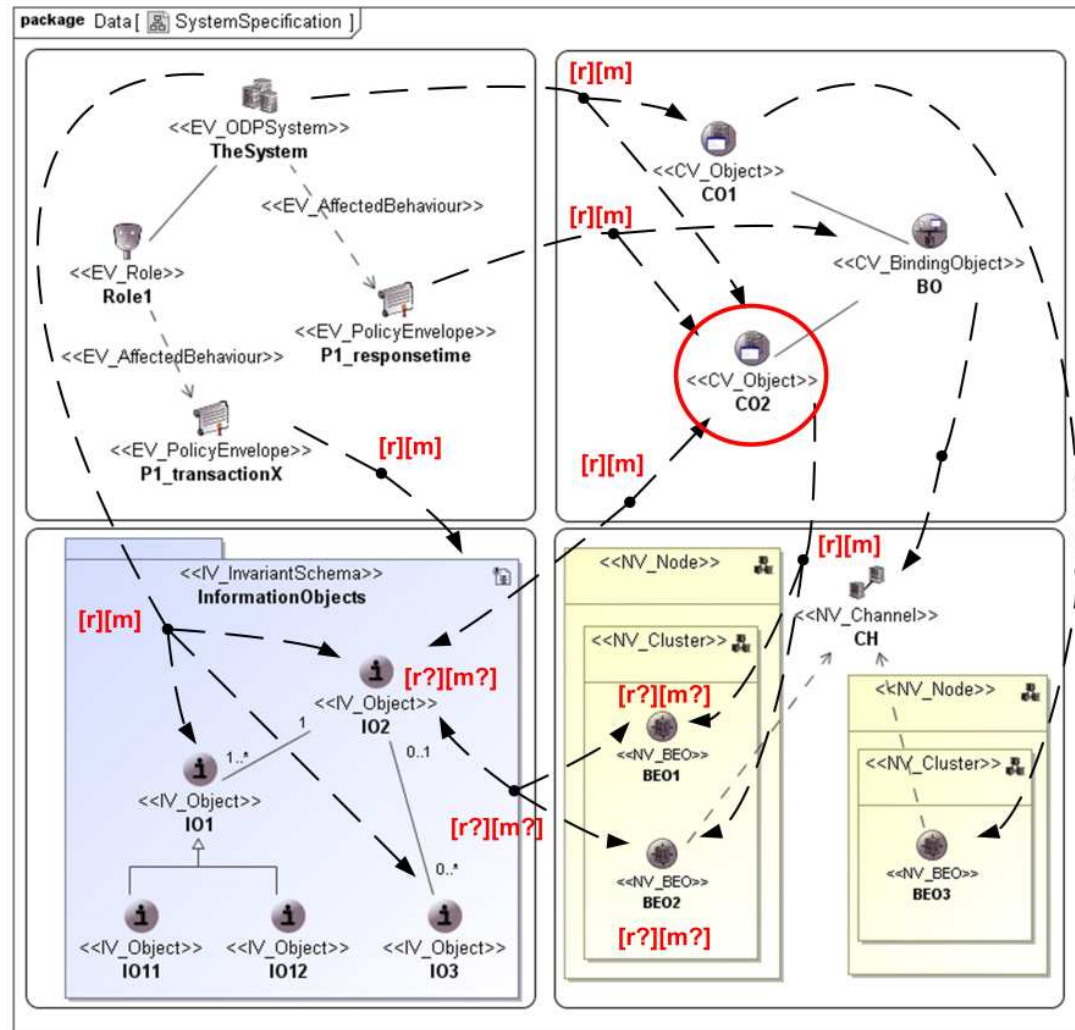 package Data [ SystemSpecification ]
<<EV_ODPSystem>>
TheSystem
<<EV_AffectedBehaviour>>
<<EV_Role>>
Role1
<<EV_PolicyEnvelope>>
P1_responsetime
<<EV_AffectedBehaviour>>
<<EV_PolicyEnvelope>>
P1_transactionX
[r][m]
[r][m]
<<CV_Object>>
CO1
[r][m]
<<CV_BindingObject>>
BO
<<CV_Object>>
CO2
[r][m]
<<IV_InvariantSchema>>
InformationObjects
[r][m]
[r?][m?]
<<IV_Object>>
IO2
1
1..*
0..1
<<IV_Object>>
IO1
[r?][m?]
0..*
<<IV_Object>>
IO11
<<IV_Object>>
IO12
<<IV_Object>>
IO3
[r][m]
<<NV_Node>>
<<NV_Channel>>
CH
<<NV_Cluster>>
[r?][m?]
<<NV_BEO>>
BEO1
<<NV_BEO>>
BEO2
[r?][m?]
<<NV_Node>>
<<NV_Cluster>>
<<NV_BEO>>
BEO3